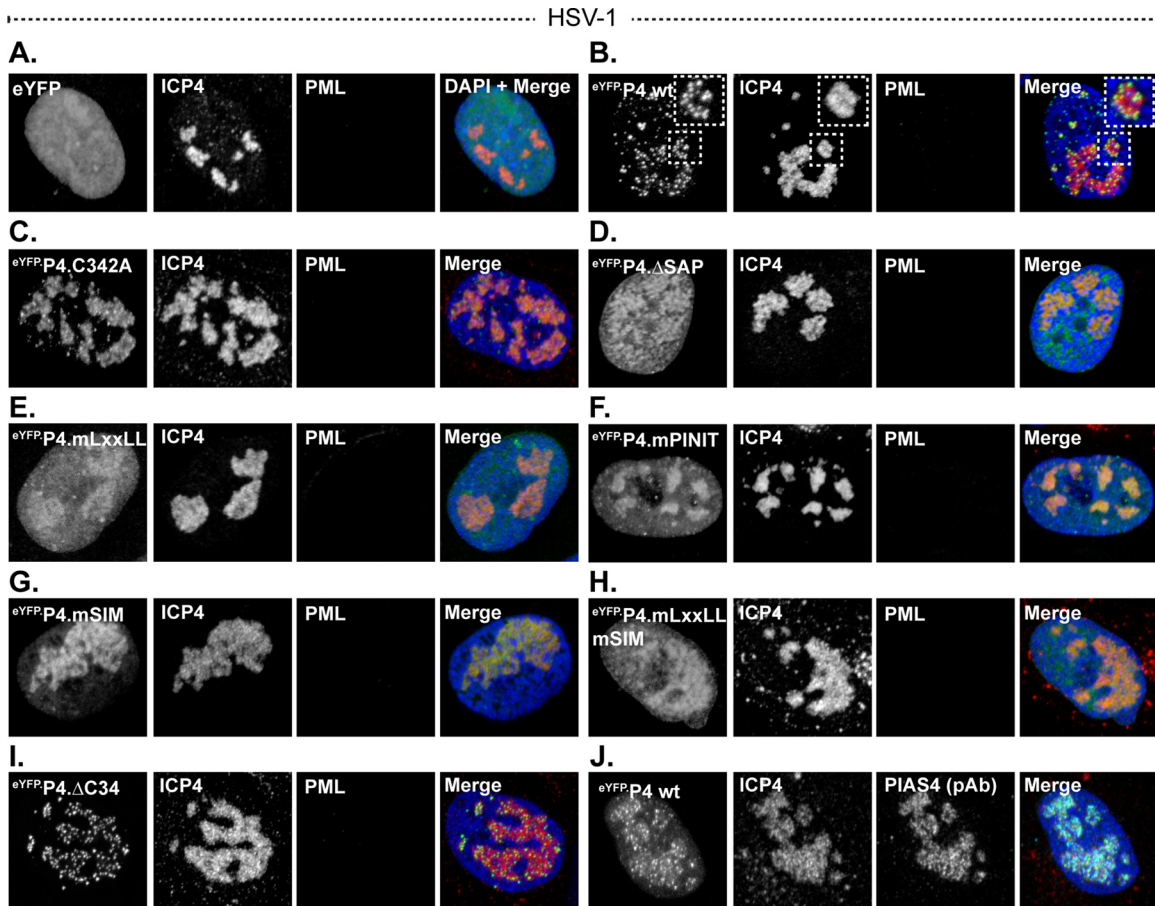 HSV-1
A. B.
eYFP ICP4 PML DAPI + Merge eYFP.P4 wt ICP4 PML Merge
C. D.
eYFP.P4.C342A ICP4 PML Merge eYFP.P4.ΔSAP ICP4 PML Merge
E. F.
eYFP.P4.mLxxLL ICP4 PML Merge eYFP.P4.mPINIT ICP4 PML Merge
G. H.
eYFP.P4.mSIM ICP4 PML Merge eYFP.P4.mLxxLL ICP4 PML Merge
mSIM
I. J.
eYFP.P4.ΔC34 ICP4 PML Merge eYFP.P4 wt ICP4 PIAS4 (pAb) Merge